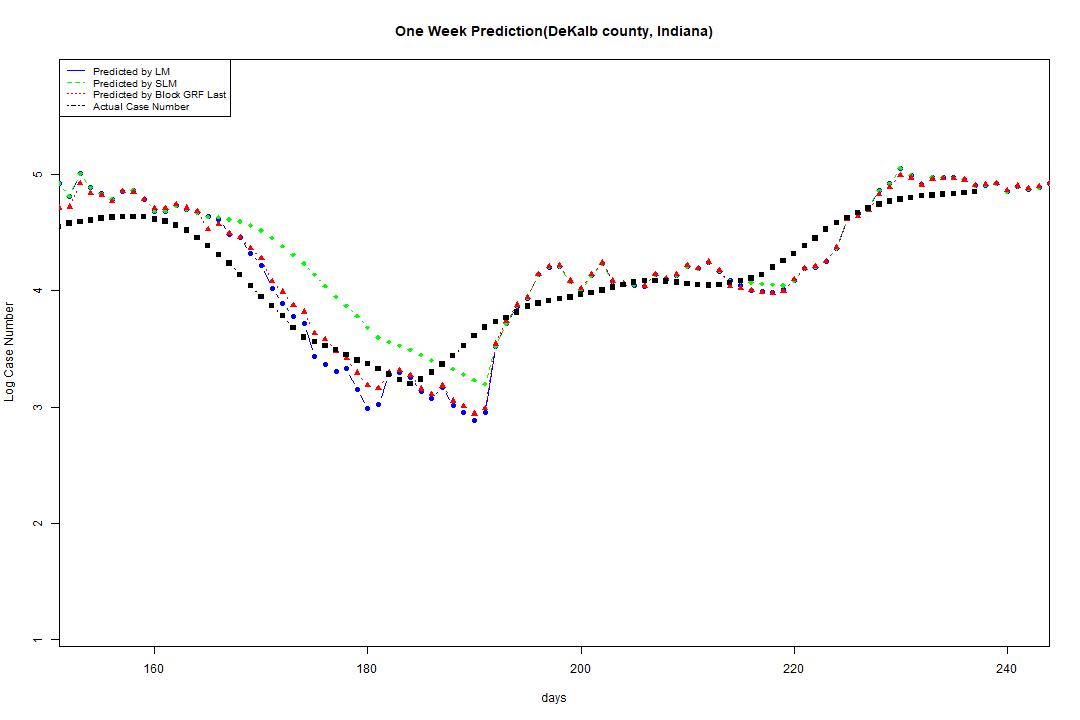 One Week Prediction(DeKalb county, Indiana)
Predicted by LM
Predicted by SLM
Predicted by Block GRF Last
Actual Case Number
5
4
3
2
1
Log Case Number
160 180 200 220 240
days